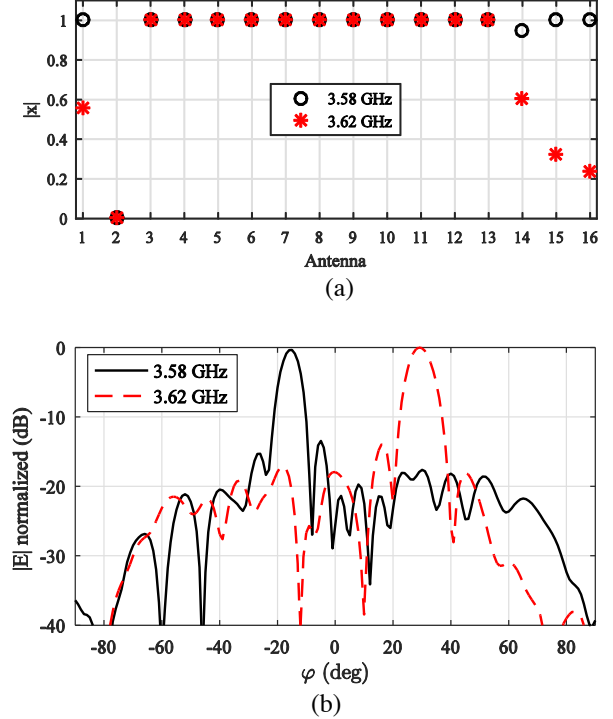 1
0.8
0.6
0.4
0.2
0
|x|
3.58 GHz
3.62 GHz
1 2 3 4 5 6 7 8 9 10 11 12 13 14 15 16
Antenna
(a)
0
-10
-20
-30
-40
|E| normalized (dB)
3.58 GHz
3.62 GHz
-80 -60 -40 -20 0 20 40 60 80
φ (deg)
(b)